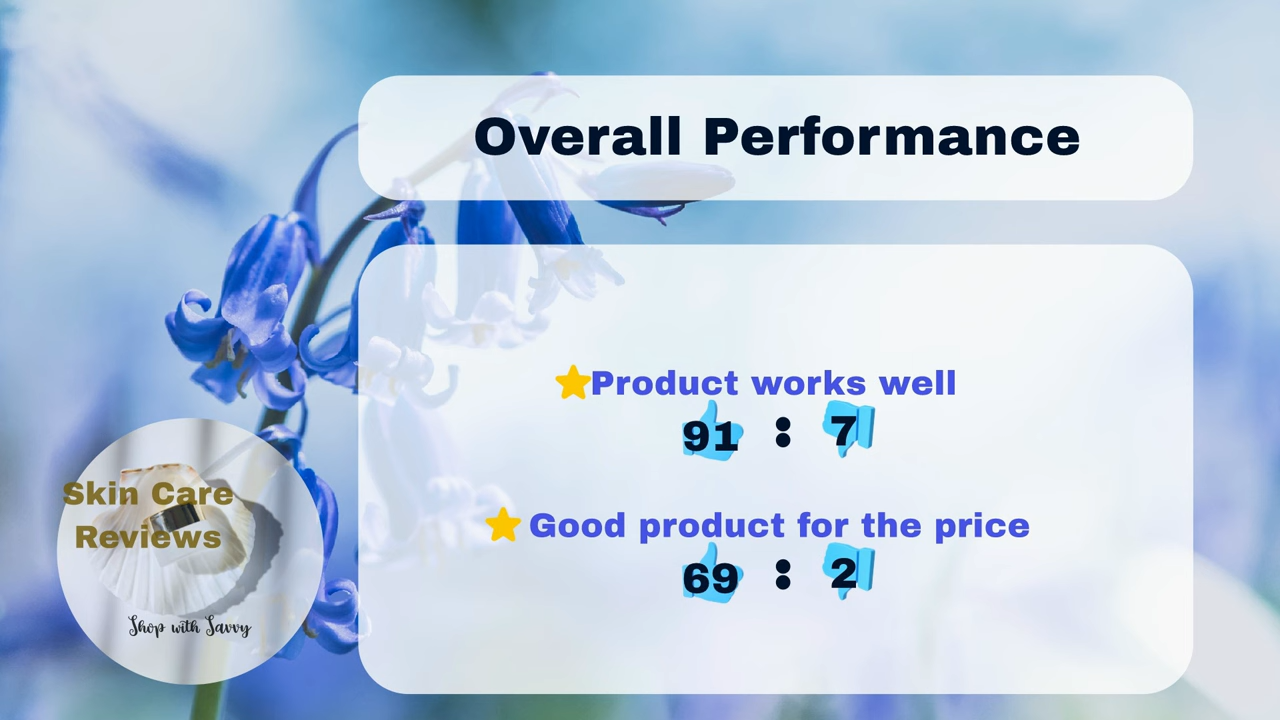 Overall Performance
Product works well
91 : 7
Good product for the price
69 : 2
Skin Care
Reviews
Shop with Savvy